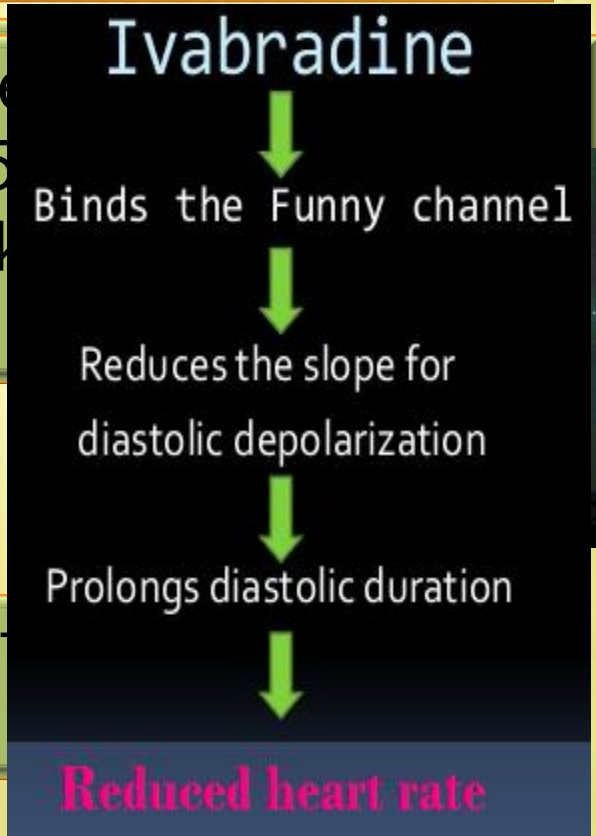 Ivabradine
Binds the Funny channel
Reduces the slope for
diastolic depolarization
Prolongs diastolic duration
Reduced heart rate